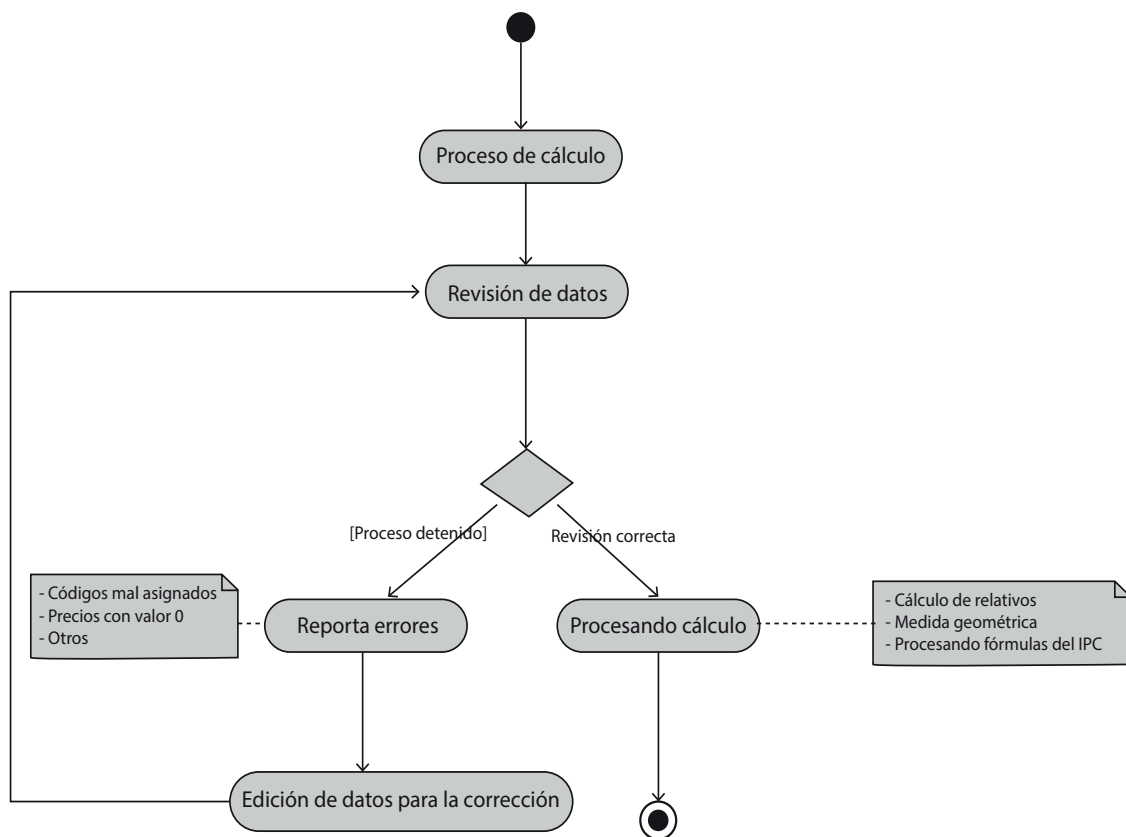 Proceso de cálculo
Revisión de datos
[Proceso detenido]
Revisión correcta
- Códigos mal asignados
- Precios con valor 0
- Otros
Reporta errores
Procesando cálculo
- Cálculo de relativos
- Medida geométrica
- Procesando fórmulas del IPC
Edición de datos para la corrección